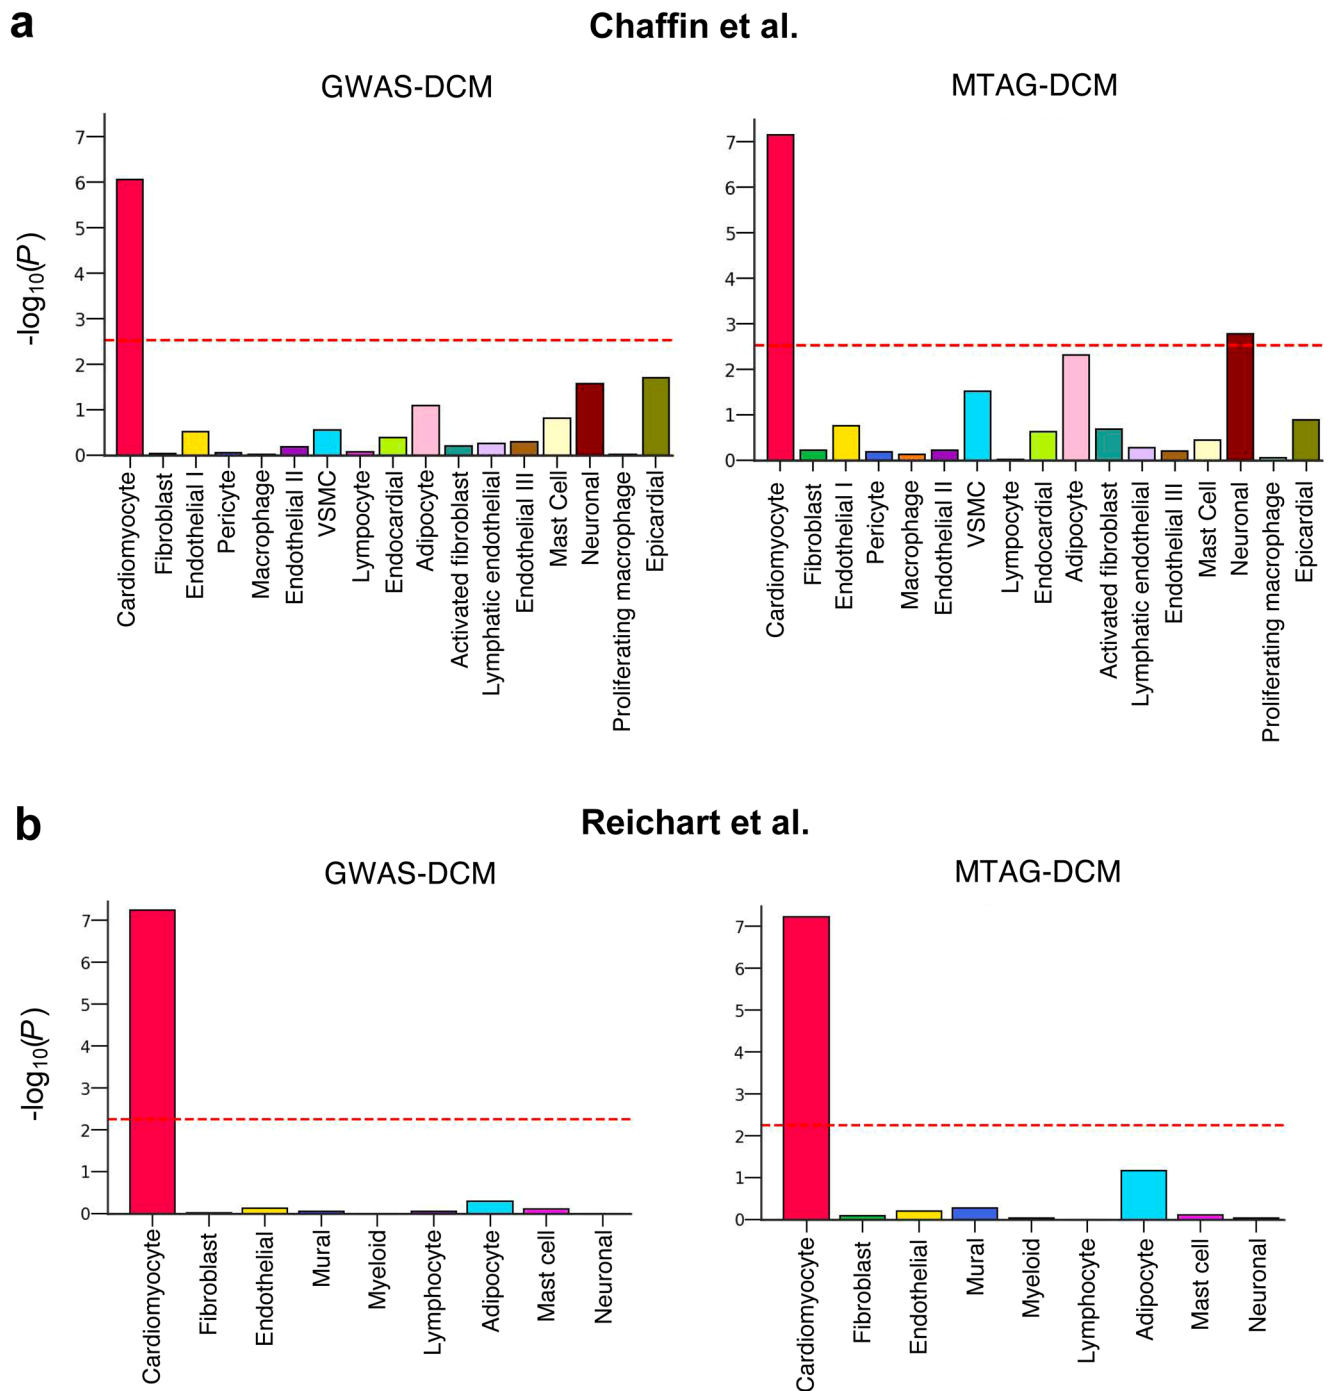 a
Chaffin et al.
GWAS-DCM
-log10(P)
7
6
5
4
3
2
1
0
Cardiomyocyte
Fibroblast
Endothelial I
Pericyte
Macrophage
Endothelial II
VSMC
Lympocyte
Endocardial
Adipocyte
Activated fibroblast
Lymphatic endothelial
Endothelial III
Mast Cell
Neuronal
Proliferating macrophage
Epicardial
MTAG-DCM
7
6
5
4
3
2
1
0
Cardiomyocyte
Fibroblast
Endothelial I
Pericyte
Macrophage
Endothelial II
VSMC
Lympocyte
Endocardial
Adipocyte
Activated fibroblast
Lymphatic endothelial
Endothelial III
Mast Cell
Neuronal
Proliferating macrophage
Epicardial
b
Reichart et al.
GWAS-DCM
-log10(P)
7
6
5
4
3
2
1
0
Cardiomyocyte
Fibroblast
Endothelial
Mural
Myeloid
Lymphocyte
Adipocyte
Mast cell
Neuronal
MTAG-DCM
7
6
5
4
3
2
1
0
Cardiomyocyte
Fibroblast
Endothelial
Mural
Myeloid
Lymphocyte
Adipocyte
Mast cell
Neuronal